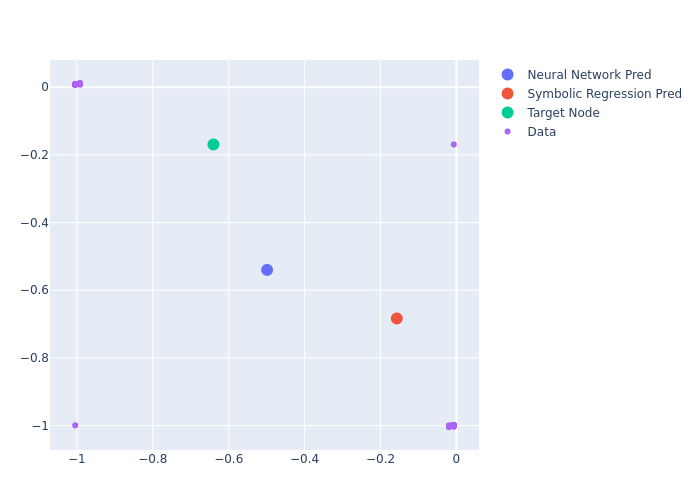 Neural Network Pred
Symbolic Regression Pred
Target Node
Data
0
−0.2
−0.4
−0.6
−0.8
−1
−1 −0.8 −0.6 −0.4 −0.2 0